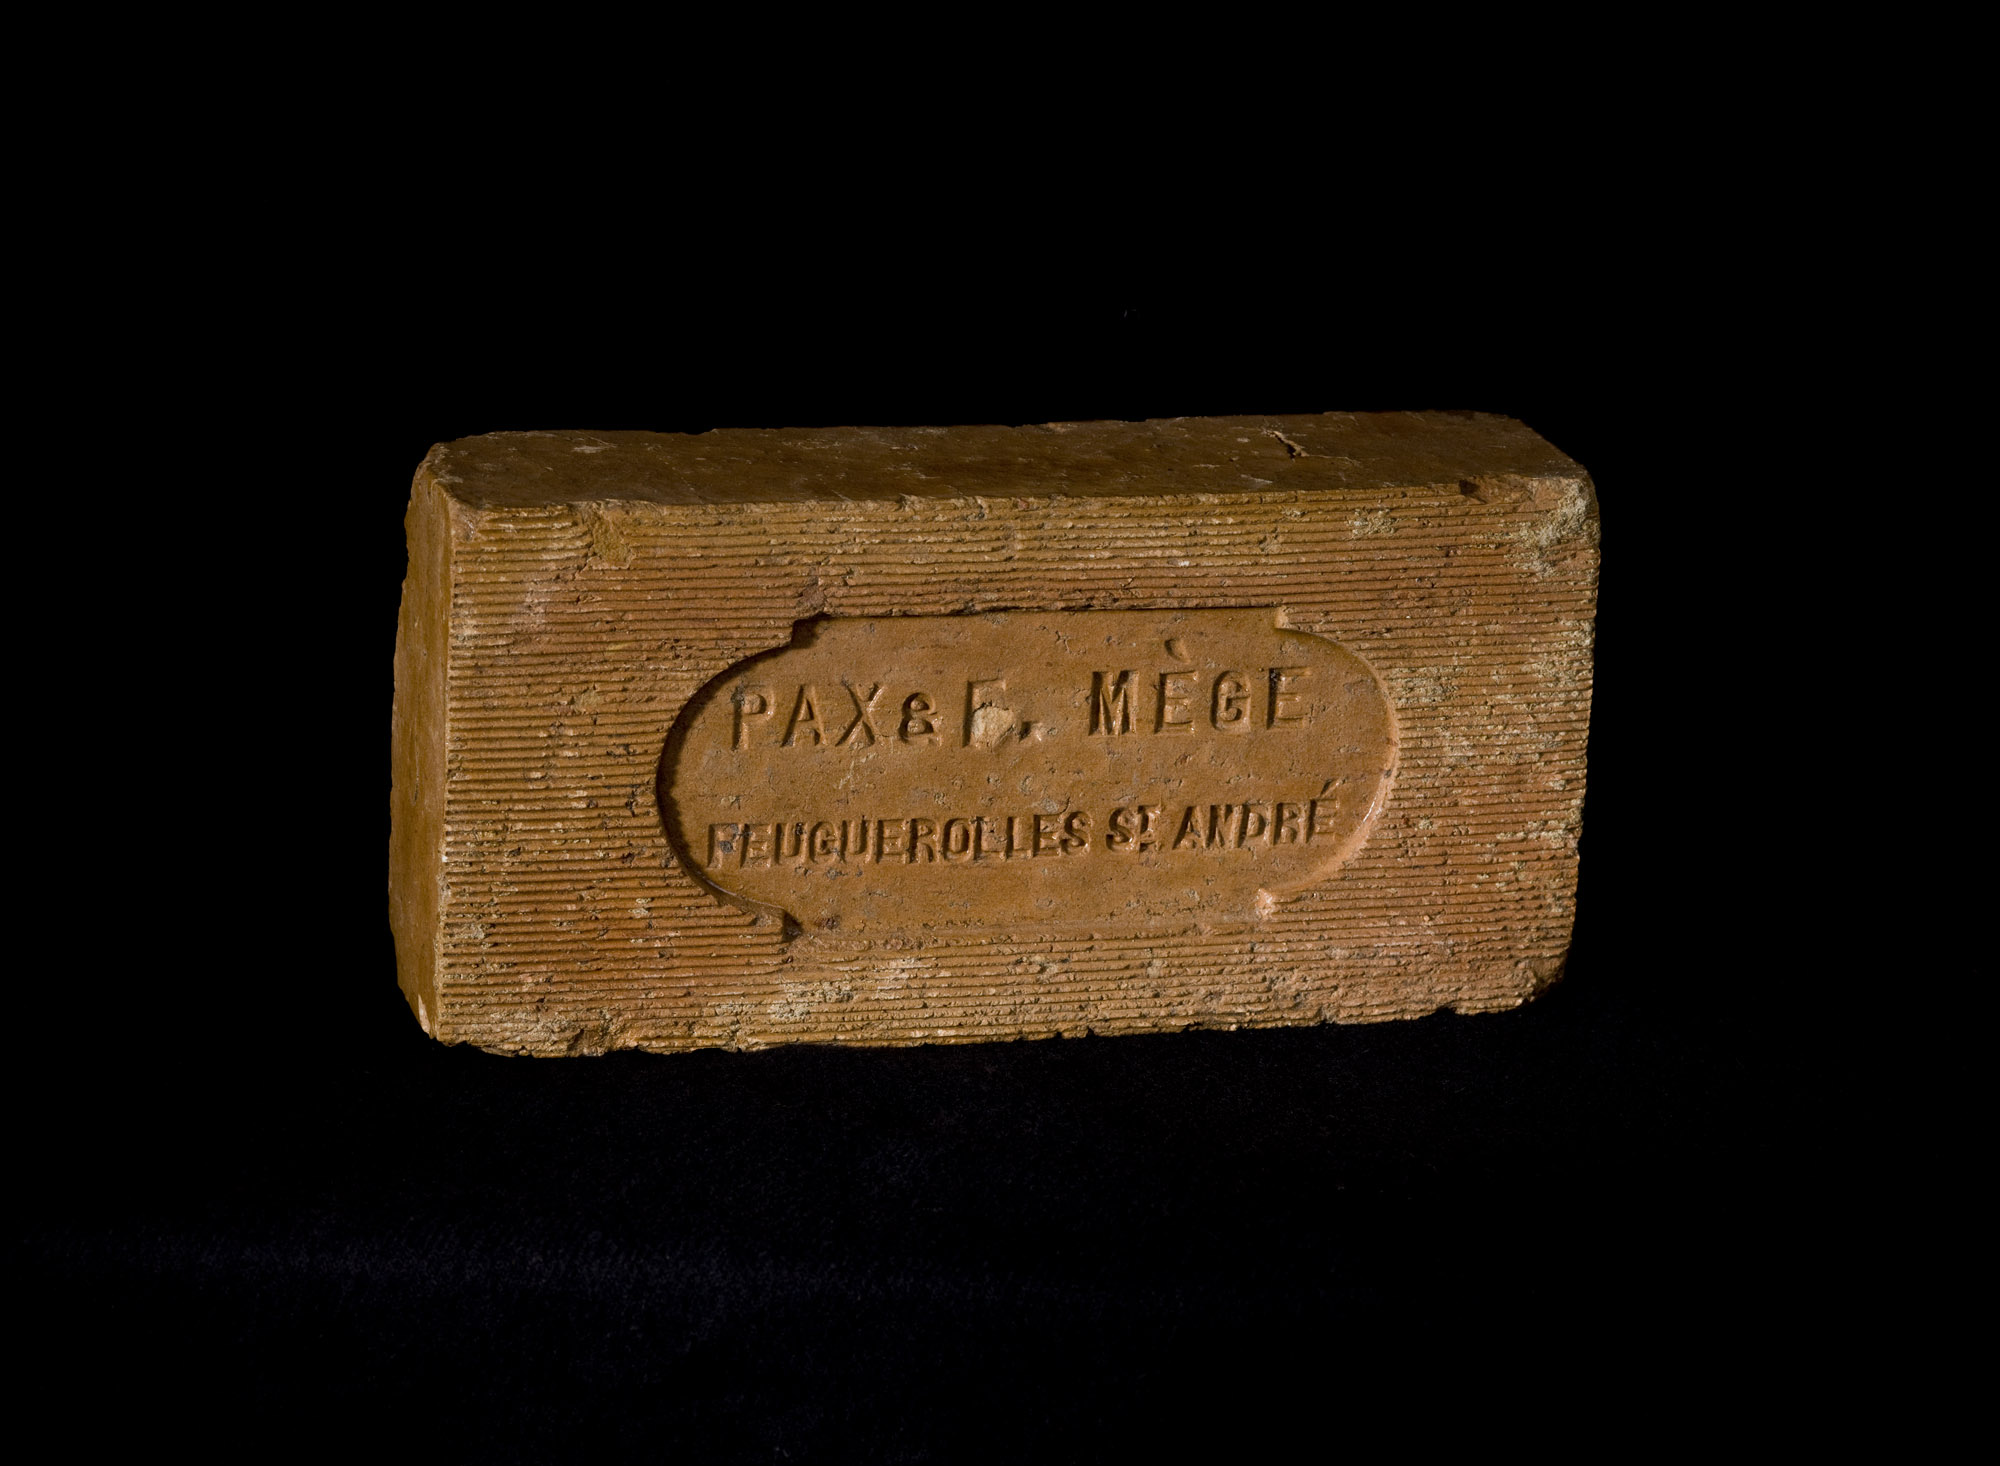 PAX & F. MÈGE
FEUGUEROLLES ST ANDRÉ